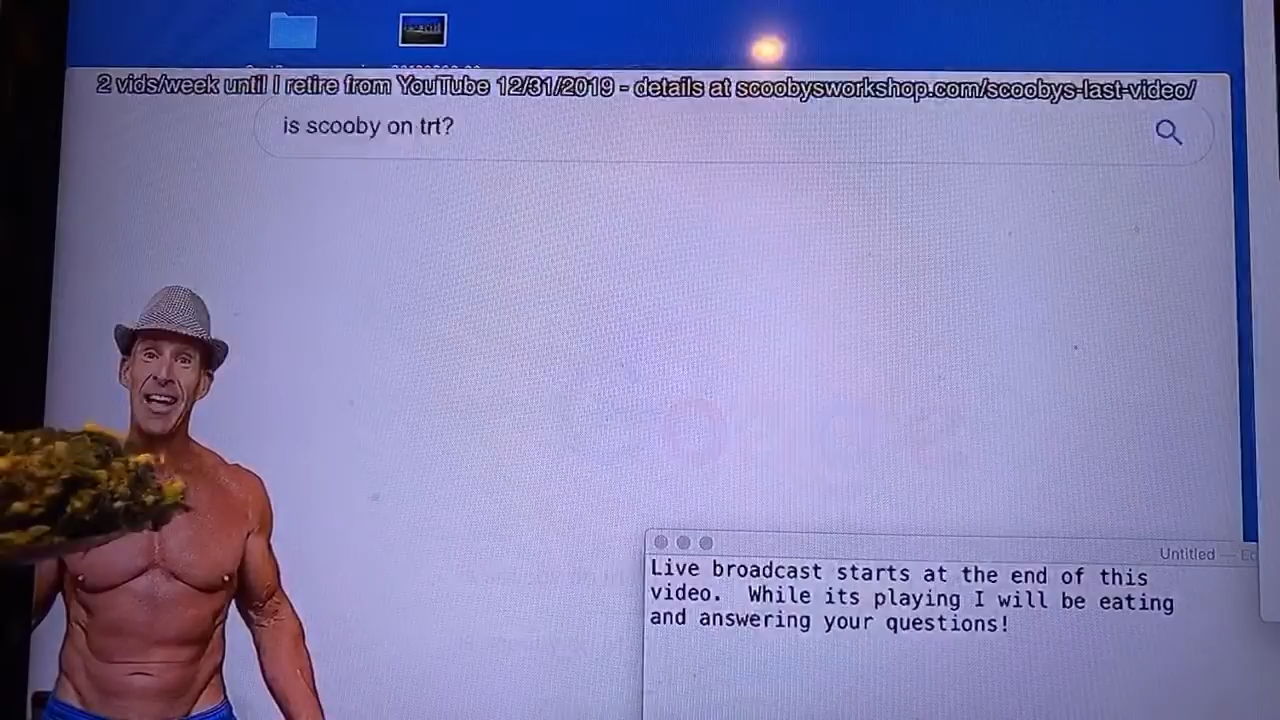 2 vids/week until I retire from YouTube 12/31/2019 - details at scoobysworkshop.com/scoobys-last-video/
is scooby on trt?
Untitled
Live broadcast starts at the end of this
video. While its playing I will be eating
and answering your questions!